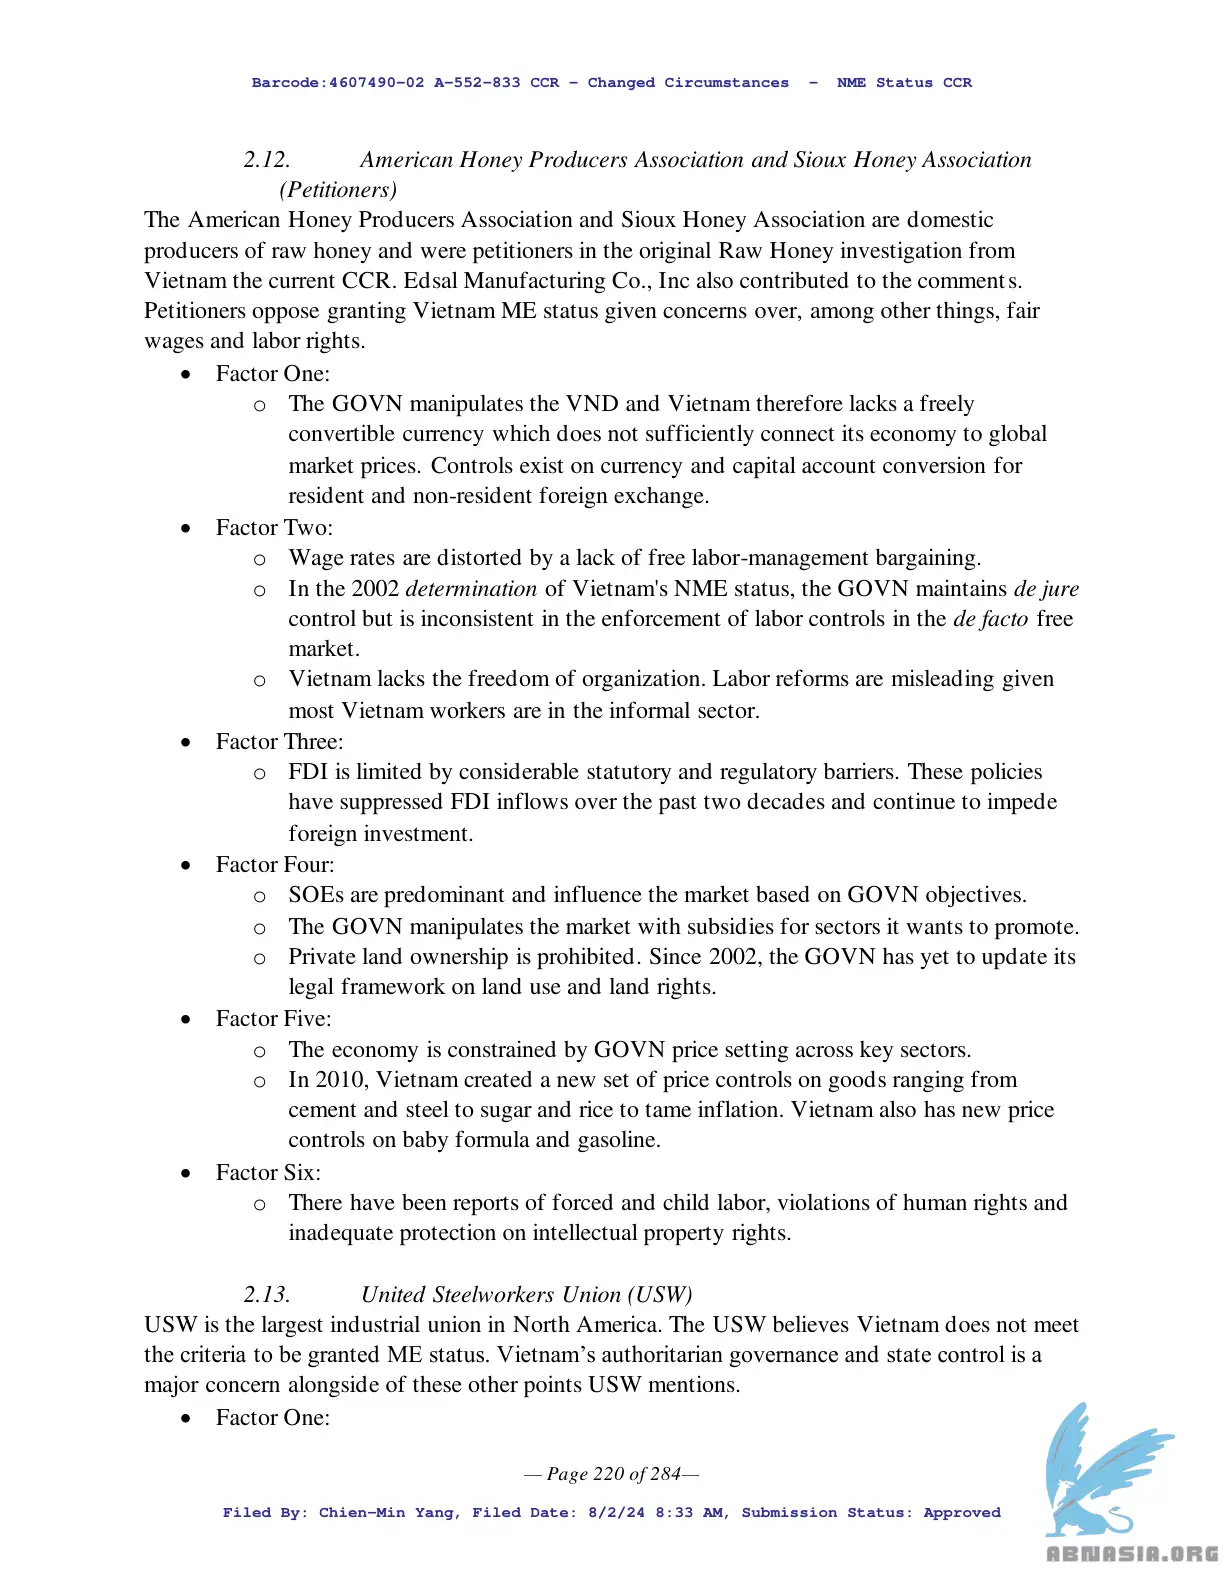 Barcode:4607490-02 A-552-833 CCR - Changed Circumstances - NME Status CCR
2.12. American Honey Producers Association and Sioux Honey Association
(Petitioners)
The American Honey Producers Association and Sioux Honey Association are domestic
producers of raw honey and were petitioners in the original Raw Honey investigation from
Vietnam the current CCR. Edsal Manufacturing Co., Inc also contributed to the comments.
Petitioners oppose granting Vietnam ME status given concerns over, among other things, fair
wages and labor rights.
• Factor One:
o The GOVN manipulates the VND and Vietnam therefore lacks a freely
convertible currency which does not sufficiently connect its economy to global
market prices. Controls exist on currency and capital account conversion for
resident and non-resident foreign exchange.
• Factor Two:
o Wage rates are distorted by a lack of free labor-management bargaining.
o In the 2002 determination of Vietnam's NME status, the GOVN maintains de jure
control but is inconsistent in the enforcement of labor controls in the de facto free
market.
o Vietnam lacks the freedom of organization. Labor reforms are misleading given
most Vietnam workers are in the informal sector.
• Factor Three:
o FDI is limited by considerable statutory and regulatory barriers. These policies
have suppressed FDI inflows over the past two decades and continue to impede
foreign investment.
• Factor Four:
o SOEs are predominant and influence the market based on GOVN objectives.
o The GOVN manipulates the market with subsidies for sectors it wants to promote.
o Private land ownership is prohibited. Since 2002, the GOVN has yet to update its
legal framework on land use and land rights.
• Factor Five:
o The economy is constrained by GOVN price setting across key sectors.
o In 2010, Vietnam created a new set of price controls on goods ranging from
cement and steel to sugar and rice to tame inflation. Vietnam also has new price
controls on baby formula and gasoline.
• Factor Six:
o There have been reports of forced and child labor, violations of human rights and
inadequate protection on intellectual property rights.
2.13. United Steelworkers Union (USW)
USW is the largest industrial union in North America. The USW believes Vietnam does not meet
the criteria to be granted ME status. Vietnam’s authoritarian governance and state control is a
major concern alongside of these other points USW mentions.
• Factor One:
— Page 220 of 284—
Filed By: Chien-Min Yang, Filed Date: 8/2/24 8:33 AM, Submission Status: Approved
ABNASIA.ORG